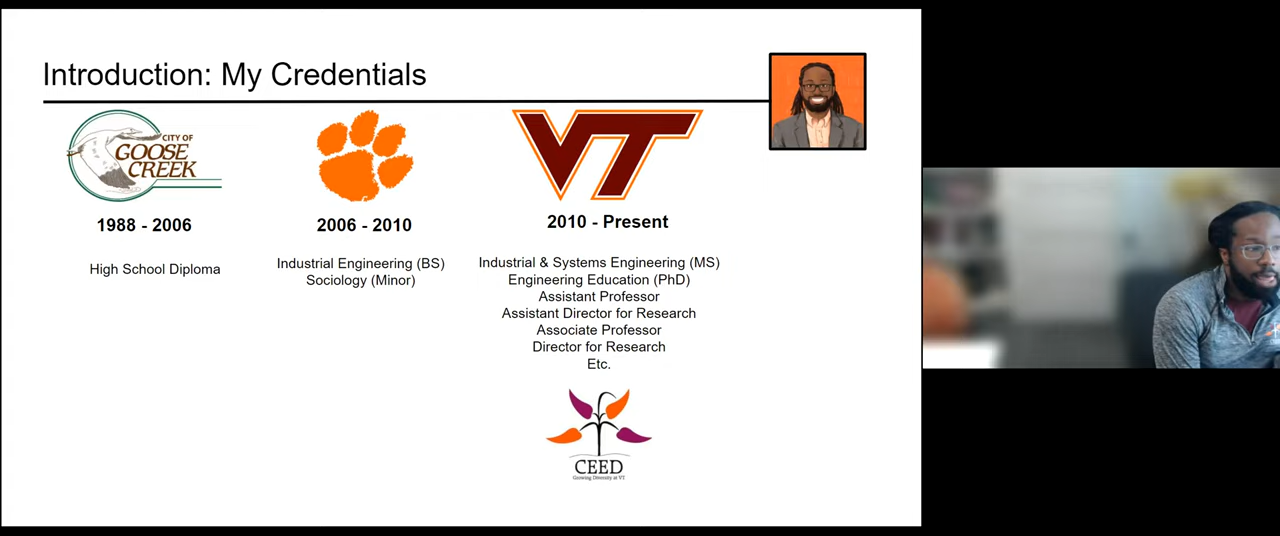 Introduction: My Credentials
CITY OF
GOOSE
CREEK
VT
1988 - 2006
2006 - 2010
2010 - Present
High School Diploma
Industrial Engineering (BS)
Sociology (Minor)
Industrial & Systems Engineering (MS)
Engineering Education (PhD)
Assistant Professor
Assistant Director for Research
Associate Professor
Director for Research
Etc.
CEED
Growing Diversity at VT